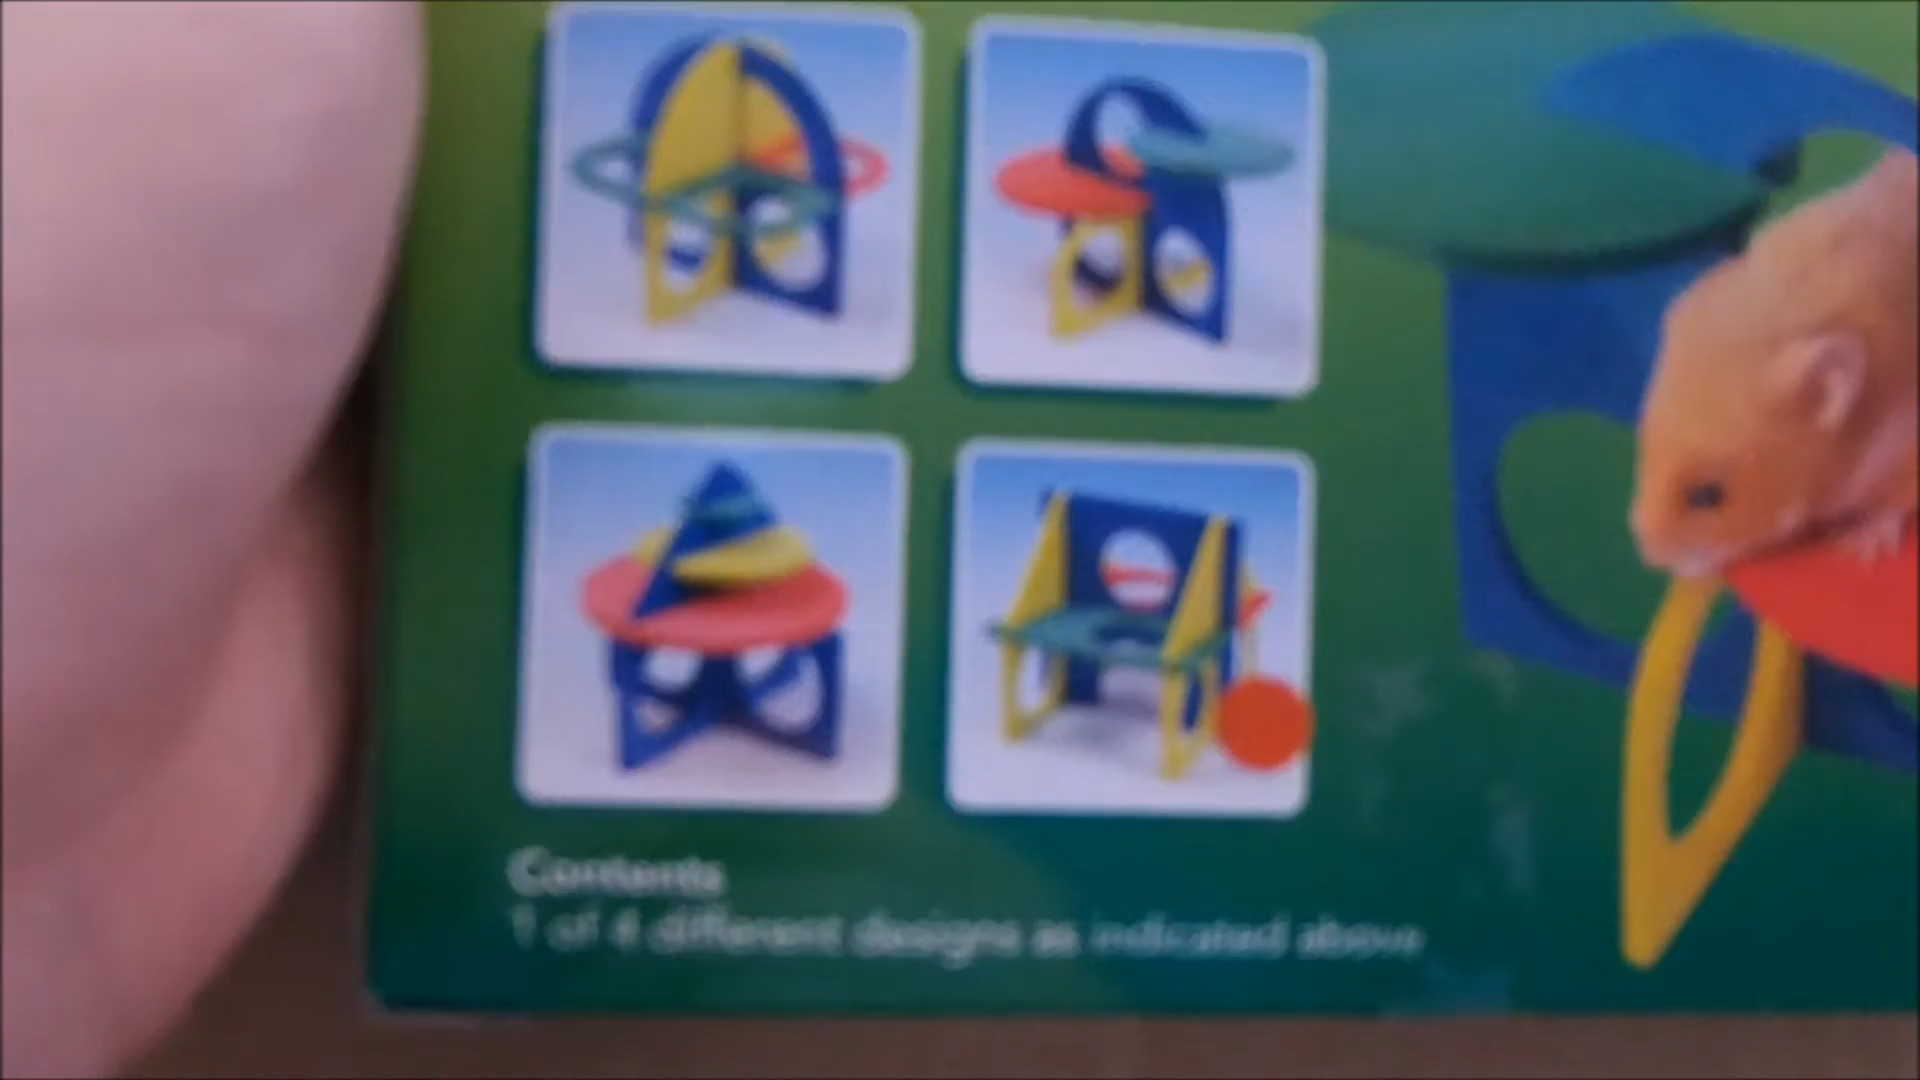 Contents
1 of 4 different designs as indicated above